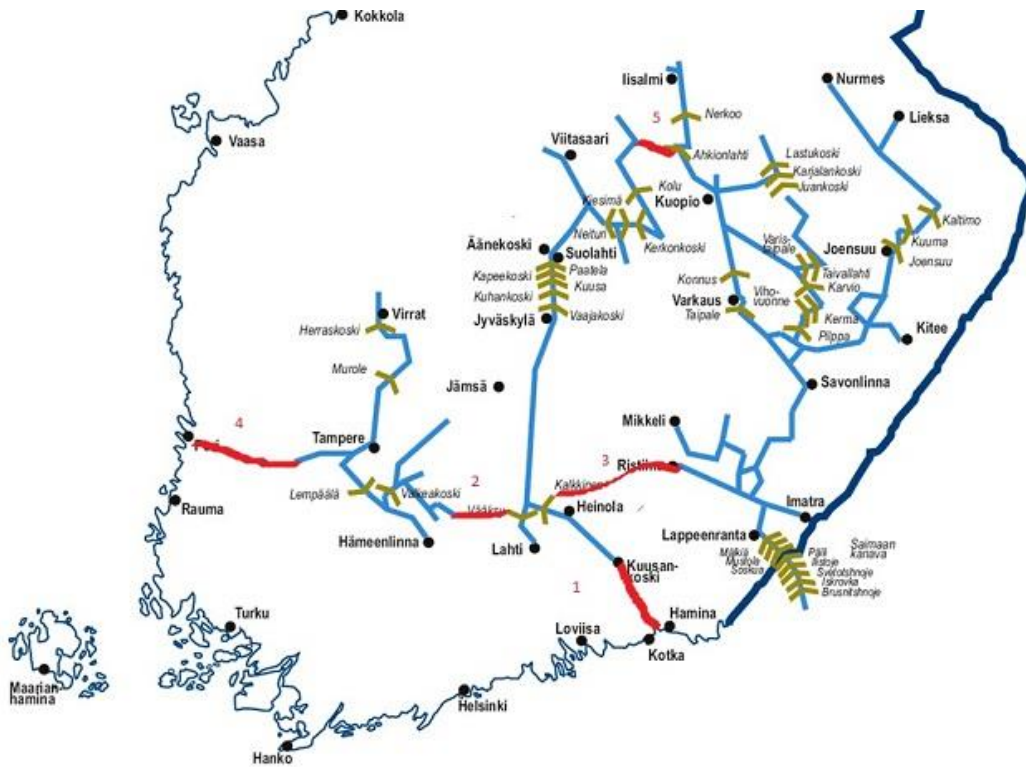 Kokkola
Iisalmi
Nurmes
Nerkoo
Lieksa
5
Vaasa
Viitasaari
Ahkionlahti
Lastukoski
Karjalankoski
Juankoski
Kolu
Kuopio
Kiesimä
Kaltimo
Neitun
Kerkonkoski
Varis-
taipale
Joensuu
Kuuma
Joensuu
Äänekoski
Suolahti
Paatela
Kapeekoski
Kuusa
Kuhankoski
Vaajakoski
Konnus
Taivallahti
Karvio
Viho-
vuonne
Varkaus
Taipale
Kerma
Pilppa
Kitee
Virrat
Herraskoski
Jyväskylä
Murole
Jämsä
Savonlinna
Mikkeli
4
Tampere
3
Kalkkinen
Lempäälä
Valkeakoski
2
Vääksy
Heinola
Imatra
Rauma
Hämeenlinna
Lahti
Lappeenranta
Mälkiä
Mustola
Soskua
Pälli
Ilistoje
Svetotshnoje
Iskrovka
Brusnitshnoje
Saimaan
kanava
Kuusan-
koski
1
Hamina
Turku
Loviisa
Kotka
Maarian
hamina
Helsinki
Hanko